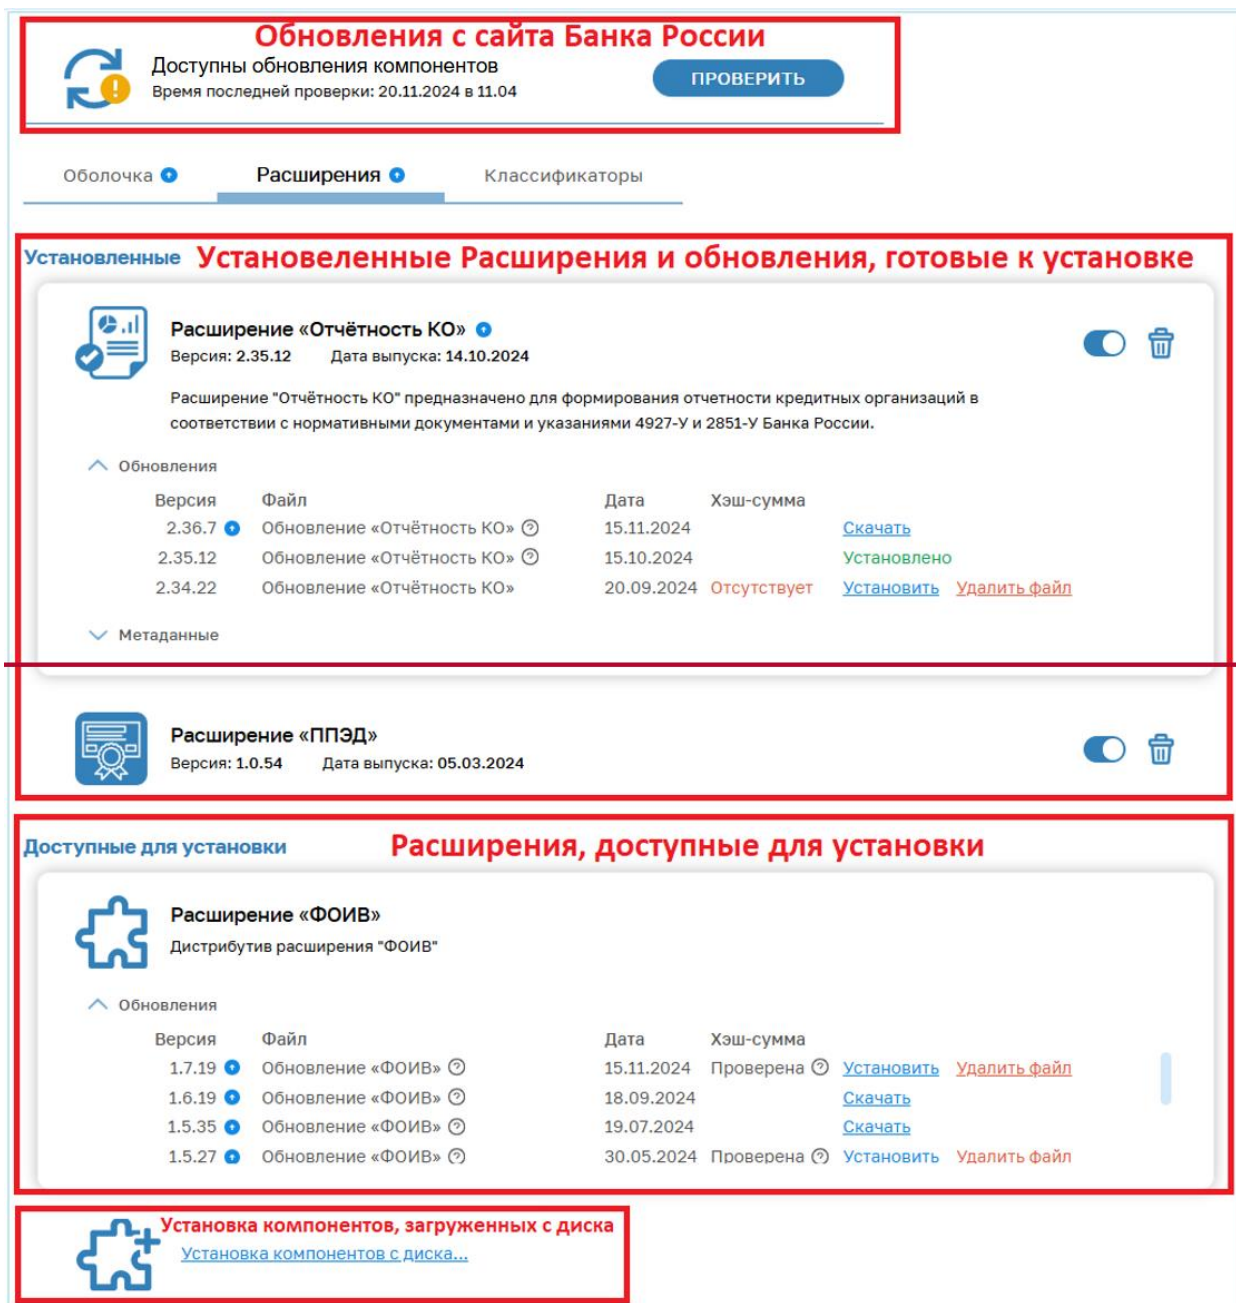 Обновления с сайта Банка России
Доступны обновления компонентов
Время последней проверки: 20.11.2024 в 11.04
ПРОВЕРИТЬ
Оболочка Расширения Классификаторы
Установленные Установеленные Расширения и обновления, готовые к установке
Расширение «Отчётность КО»
Версия: 2.35.12 Дата выпуска: 14.10.2024
Расширение "Отчётность КО" предназначено для формирования отчетности кредитных организаций в
соответствии с нормативными документами и указаниями 4927-У и 2851-У Банка России.
Обновления
Версия Файл Дата Хэш-сумма
2.36.7 Обновление «Отчётность КО» 15.11.2024 Скачать
2.35.12 Обновление «Отчётность КО» 15.10.2024 Установлено
2.34.22 Обновление «Отчётность КО» 20.09.2024 Отсутствует Установить Удалить файл
Метаданные
Расширение «ППЭД»
Версия: 1.0.54 Дата выпуска: 05.03.2024
Доступные для установки Расширения, доступные для установки
Расширение «ФОИВ»
Дистрибутив расширения "ФОИВ"
Обновления
Версия Файл Дата Хэш-сумма
1.7.19 Обновление «ФОИВ» 15.11.2024 Проверена Установить Удалить файл
1.6.19 Обновление «ФОИВ» 18.09.2024 Скачать
1.5.35 Обновление «ФОИВ» 19.07.2024 Скачать
1.5.27 Обновление «ФОИВ» 30.05.2024 Проверена Установить Удалить файл
Установка компонентов, загруженных с диска
Установка компонентов с диска...